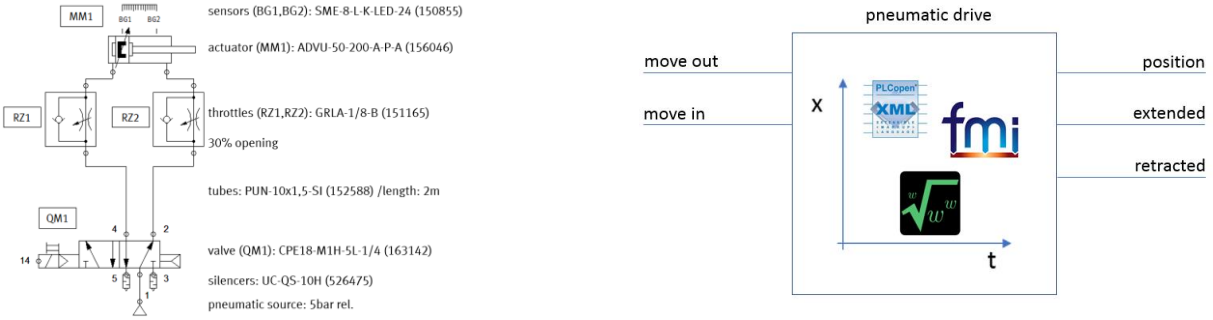 MM1
BG1 BG2
sensors (BG1,BG2): SME-8-L-K-LED-24 (150855)
actuator (MM1): ADVU-50-200-A-P-A (156046)
RZ1
RZ2
throttles (RZ1,RZ2): GRLA-1/8-B (151165)
30% opening
tubes: PUN-10x1,5-SI (152588) /length: 2m
QM1
4 2
14
valve (QM1): CPE18-M1H-5L-1/4 (163142)
5 3
silencers: UC-QS-10H (526475)
1
pneumatic source: 5bar rel.
pneumatic drive
move out
move in
x
PLCopen
XML
fmi
w √w w
t
position
extended
retracted